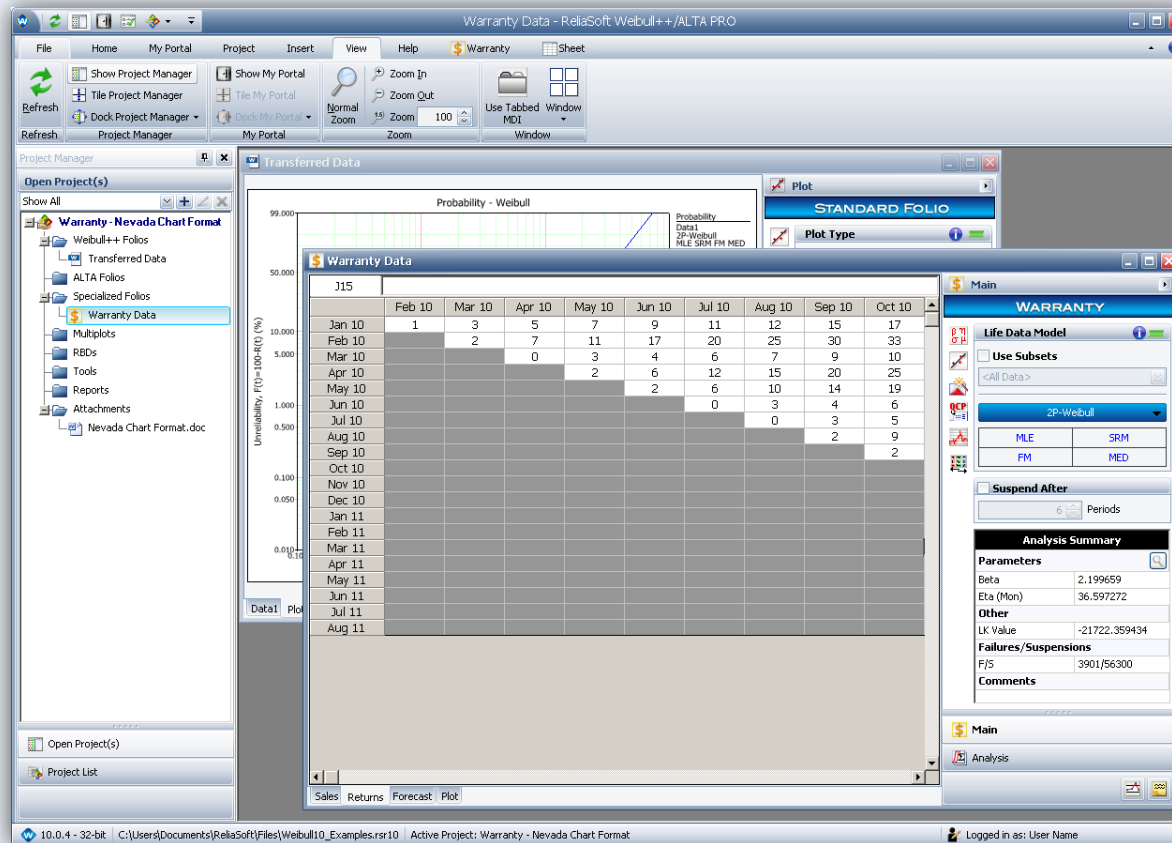 Warranty Data - ReliaSoft Weibull++/ALTA PRO
File Home My Portal Project Insert View Help $ Warranty Sheet
Refresh
Show Project Manager
Tile Project Manager
Dock Project Manager
Show My Portal
Tile My Portal
Dock My Portal
Normal Zoom
Zoom In
Zoom Out
Zoom 100
Use Tabbed MDI
Window
Refresh Project Manager My Portal Zoom Window
Project Manager
Open Project(s)
Show All
Warranty - Nevada Chart Format
Weibull++ Folios
Transferred Data
ALTA Folios
Specialized Folios
$ Warranty Data
Multiplots
RBDs
Tools
Reports
Attachments
Nevada Chart Format.doc
Open Project(s)
Project List
Transferred Data
Probability - Weibull
Probability
Data1
2P-Weibull
MLE SRM FM MED
Unreliability, F(t)=100-R(t) (%)
99.000
50.000
10.000
5.000
1.000
0.500
0.100
0.050
0.010
0.10
Data1 Plot
Plot
STANDARD FOLIO
Plot Type
$ Warranty Data
J15
Feb 10 Mar 10 Apr 10 May 10 Jun 10 Jul 10 Aug 10 Sep 10 Oct 10
Jan 10 1 3 5 7 9 11 12 15 17
Feb 10 2 7 11 17 20 25 30 33
Mar 10 0 3 4 6 7 9 10
Apr 10 2 6 12 15 20 25
May 10 2 6 10 14 19
Jun 10 0 3 4 6
Jul 10 0 3 5
Aug 10 2 9
Sep 10 2
Oct 10
Nov 10
Dec 10
Jan 11
Feb 11
Mar 11
Apr 11
May 11
Jun 11
Jul 11
Aug 11
Sales Returns Forecast Plot
$ Main
WARRANTY
Life Data Model
Use Subsets
<All Data>
2P-Weibull
MLE SRM
FM MED
βη
σμ
QCP
Suspend After
6 Periods
Analysis Summary
Parameters
Beta 2.199659
Eta (Mon) 36.597272
Other
LK Value -21722.359434
Failures/Suspensions
F/S 3901/56300
Comments
$ Main
Analysis
10.0.4 - 32-bit C:\Users\Documents\ReliaSoft\Files\Weibull10_Examples.rsr10 Active Project: Warranty - Nevada Chart Format Logged in as: User Name